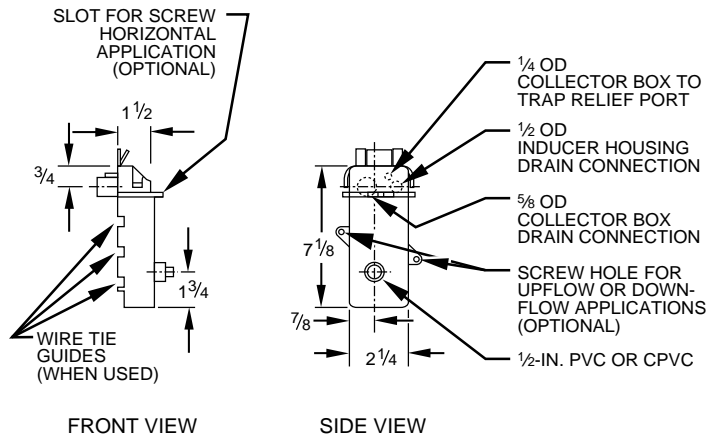 SLOT FOR SCREW
HORIZONTAL
APPLICATION
(OPTIONAL)
1 1/2
3/4
1 3/4
WIRE TIE
GUIDES
(WHEN USED)
FRONT VIEW
1/4 OD
COLLECTOR BOX TO
TRAP RELIEF PORT
1/2 OD
INDUCER HOUSING
DRAIN CONNECTION
5/8 OD
COLLECTOR BOX
DRAIN CONNECTION
7 1/8
SCREW HOLE FOR
UPFLOW OR DOWN-
FLOW APPLICATIONS
(OPTIONAL)
7/8
2 1/4
1/2-IN. PVC OR CPVC
SIDE VIEW